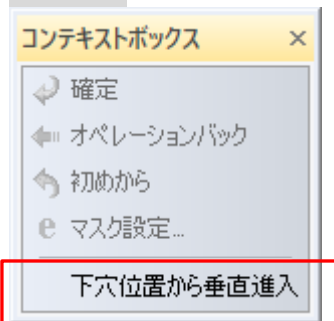 コンテキストボックス
確定
オペレーションバック
初めから
マスク設定...
下穴位置から垂直進入